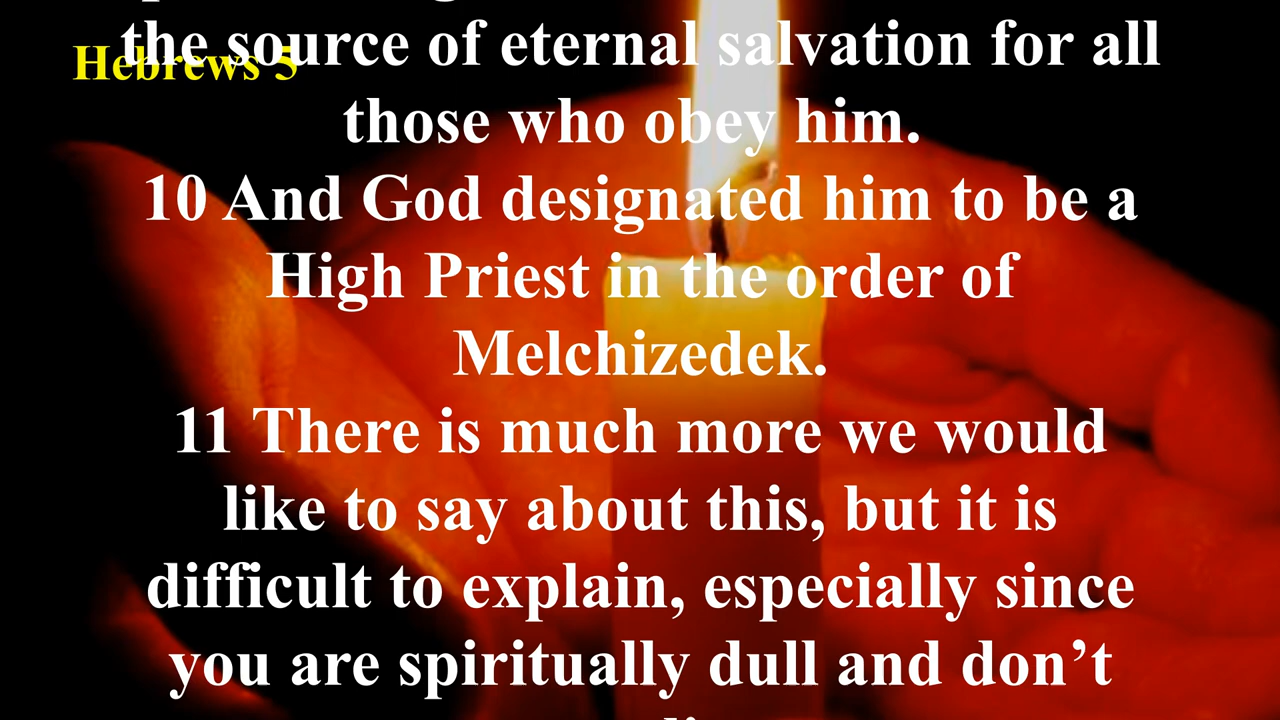 Hebrews 5
the source of eternal salvation for all
those who obey him.
10 And God designated him to be a
High Priest in the order of
Melchizedek.
11 There is much more we would
like to say about this, but it is
difficult to explain, especially since
you are spiritually dull and don’t